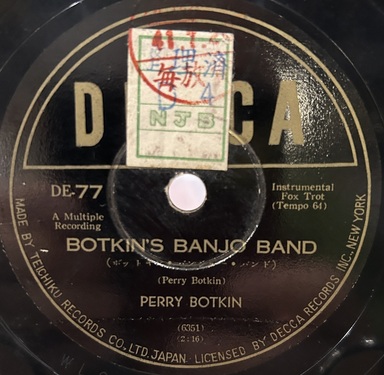 D CA
NJB
DE-77
Instrumental
Fox Trot
(Tempo 64)
A Multiple
Recording
BOTKIN'S BANJO BAND
(Perry Botkin)
PERRY BOTKIN
(6351)
(2:16)
MADE BY TEICHIKU RECORDS CO., LTD. JAPAN · LICENSED BY DECCA RECORDS INC. NEW YORK